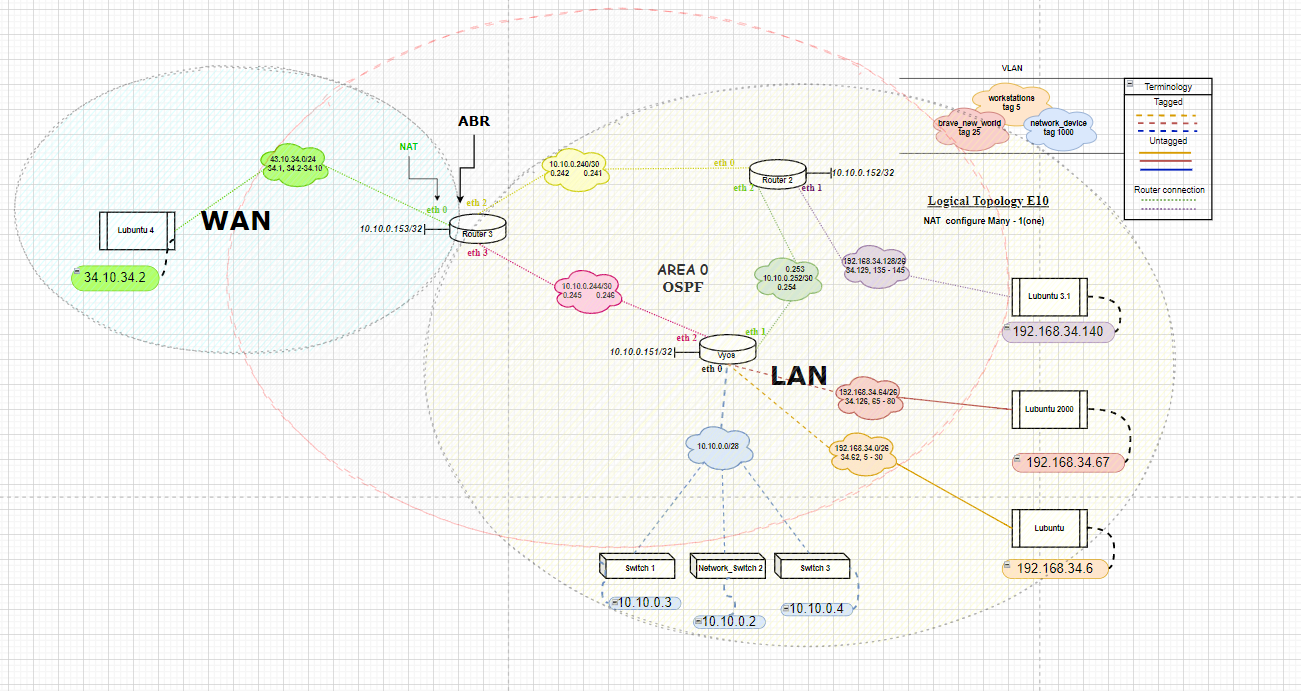 VLAN
workstations
tag 5
brave_new_world
tag 25
network_device
tag 1000
Terminology
Tagged
Untagged
Router connection
Logical Topology E10
NAT configure Many - 1(one)
ABR
NAT
WAN
43.10.34.0/24
34.1, 34.2-34.10
Lubuntu 4
34.10.34.2
eth 0
eth 2
Router 3
10.10.0.153/32
eth 3
10.10.0.240/30
0.242 0.241
eth 0
Router 2
10.10.0.152/32
eth 2
eth 1
AREA 0
OSPF
10.10.0.244/30
0.245 0.246
0.253
10.10.0.252/30
0.254
192.168.34.128/26
34.129, 135 - 145
Lubuntu 3.1
192.168.34.140
eth 2
eth 1
Vyos
10.10.0.151/32
eth 0
LAN
192.168.34.64/26
34.126, 65 - 80
Lubuntu 2000
192.168.34.67
10.10.0.0/28
192.168.34.0/26
34.62, 5 - 30
Lubuntu
192.168.34.6
Switch 1
Network_Switch 2
Switch 3
10.10.0.3
10.10.0.2
10.10.0.4